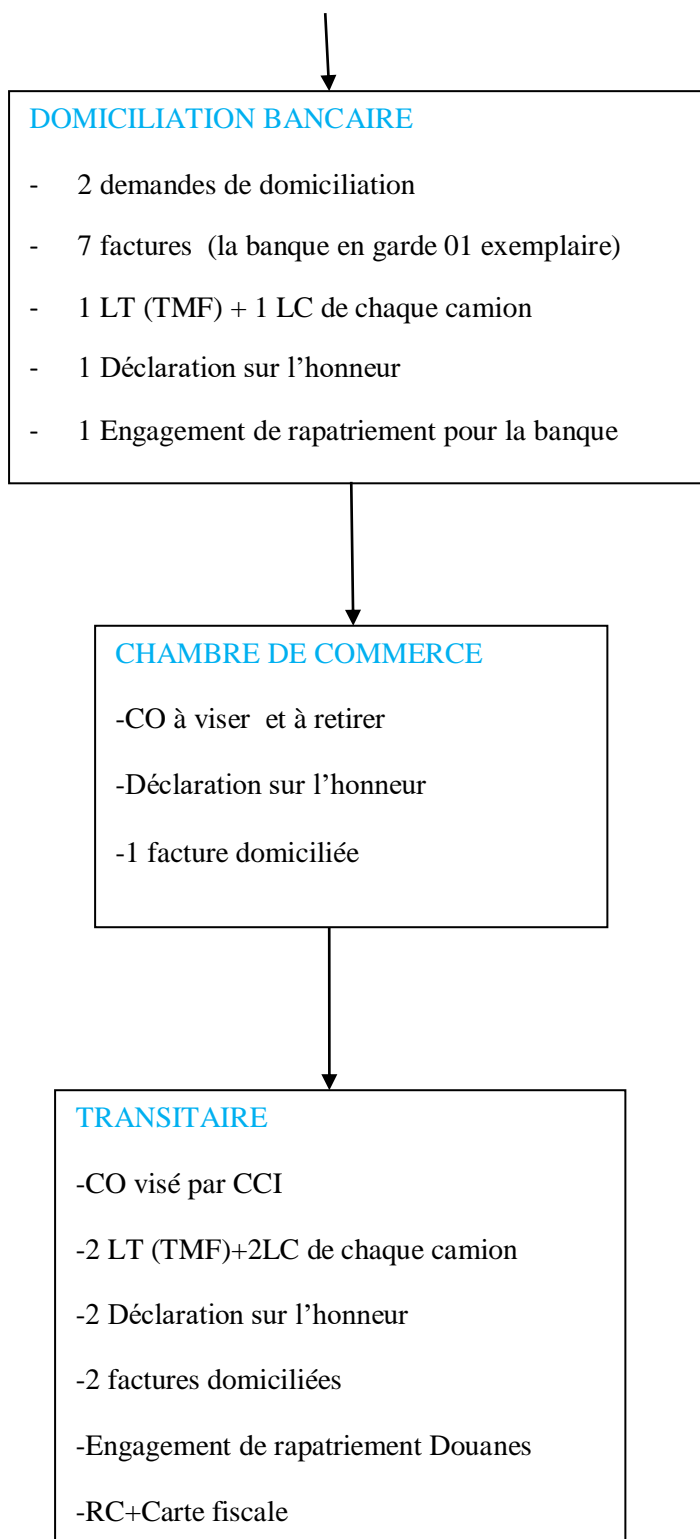 DOMICILIATION BANCAIRE
- 2 demandes de domiciliation
- 7 factures (la banque en garde 01 exemplaire)
- 1 LT (TMF) + 1 LC de chaque camion
- 1 Déclaration sur l’honneur
- 1 Engagement de rapatriement pour la banque
CHAMBRE DE COMMERCE
-CO à viser et à retirer
-Déclaration sur l’honneur
-1 facture domiciliée
TRANSITAIRE
-CO visé par CCI
-2 LT (TMF)+2LC de chaque camion
-2 Déclaration sur l’honneur
-2 factures domiciliées
-Engagement de rapatriement Douanes
-RC+Carte fiscale